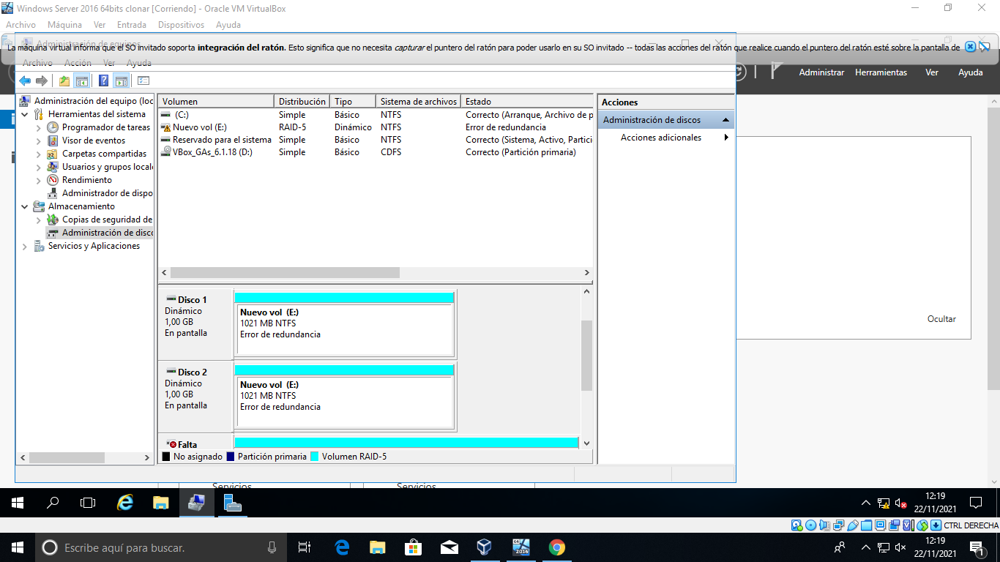 Windows Server 2016 64bits clonar [Corriendo] - Oracle VM VirtualBox
Archivo Máquina Ver Entrada Dispositivos Ayuda
Administración de equipos
La máquina virtual informa que el SO invitado soporta integración del ratón. Esto significa que no necesita capturar el puntero del ratón para poder usarlo en su SO invitado -- todas las acciones del ratón que realice cuando el puntero del ratón esté sobre la pantalla de
Archivo Acción Ver Ayuda
Administrar Herramientas Ver Ayuda
Administración del equipo (loc
Herramientas del sistema
Programador de tareas
Visor de eventos
Carpetas compartidas
Usuarios y grupos local
Rendimiento
Administrador de dispo
Almacenamiento
Copias de seguridad de
Administración de disco
Servicios y Aplicaciones
Volumen Distribución Tipo Sistema de archivos Estado
(C:) Simple Básico NTFS Correcto (Arranque, Archivo de p
Nuevo vol (E:) RAID-5 Dinámico NTFS Error de redundancia
Reservado para el sistema Simple Básico NTFS Correcto (Sistema, Activo, Partici
VBox_GAs_6.1.18 (D:) Simple Básico CDFS Correcto (Partición primaria)
Acciones
Administración de discos
Acciones adicionales
Ocultar
Disco 1
Dinámico
1,00 GB
En pantalla
Nuevo vol (E:)
1021 MB NTFS
Error de redundancia
Disco 2
Dinámico
1,00 GB
En pantalla
Nuevo vol (E:)
1021 MB NTFS
Error de redundancia
Falta
No asignado Partición primaria Volumen RAID-5
Servicios Servicios
12:19
22/11/2021
CTRL DERECHA
Escribe aquí para buscar.
2016
12:19
22/11/2021
1